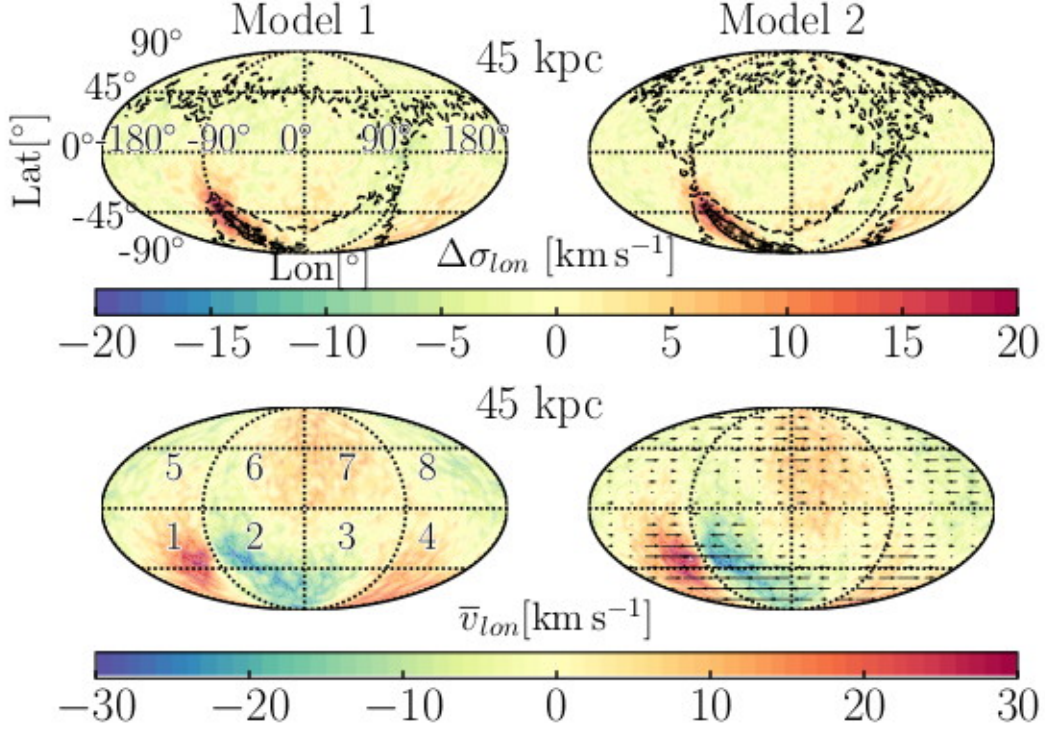 Model 1
Model 2
45 kpc
90°
45°
0°
-45°
-90°
Lat[°]
-180° -90° 0° 90° 180°
Lon[°]
Δσ_lon [km s⁻¹]
−20 −15 −10 −5 0 5 10 15 20
45 kpc
5 6 7 8
1 2 3 4
v̅_lon[km s⁻¹]
−30 −20 −10 0 10 20 30